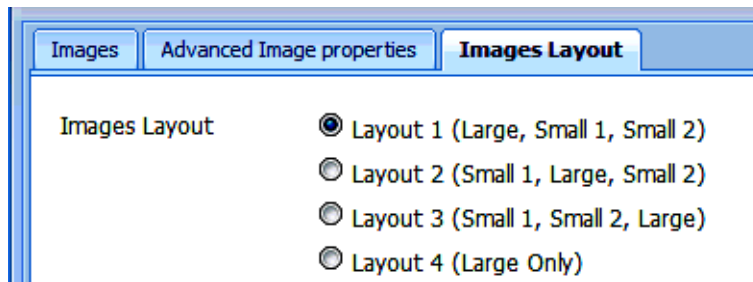 Images Advanced Image properties Images Layout
Images Layout
Layout 1 (Large, Small 1, Small 2)
Layout 2 (Small 1, Large, Small 2)
Layout 3 (Small 1, Small 2, Large)
Layout 4 (Large Only)